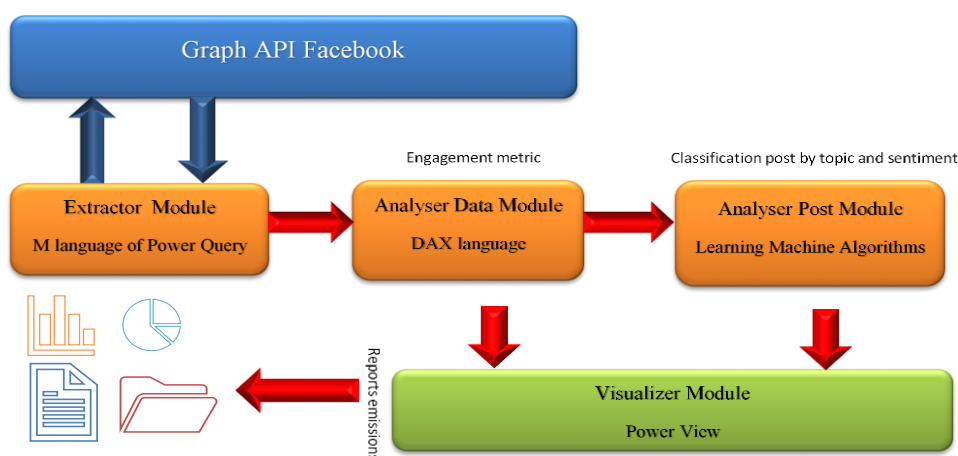 Graph API Facebook
Engagement metric
Classification post by topic and sentiment
Extractor Module
M language of Power Query
Analyser Data Module
DAX language
Analyser Post Module
Learning Machine Algorithms
Reports emissions
Visualizer Module
Power View